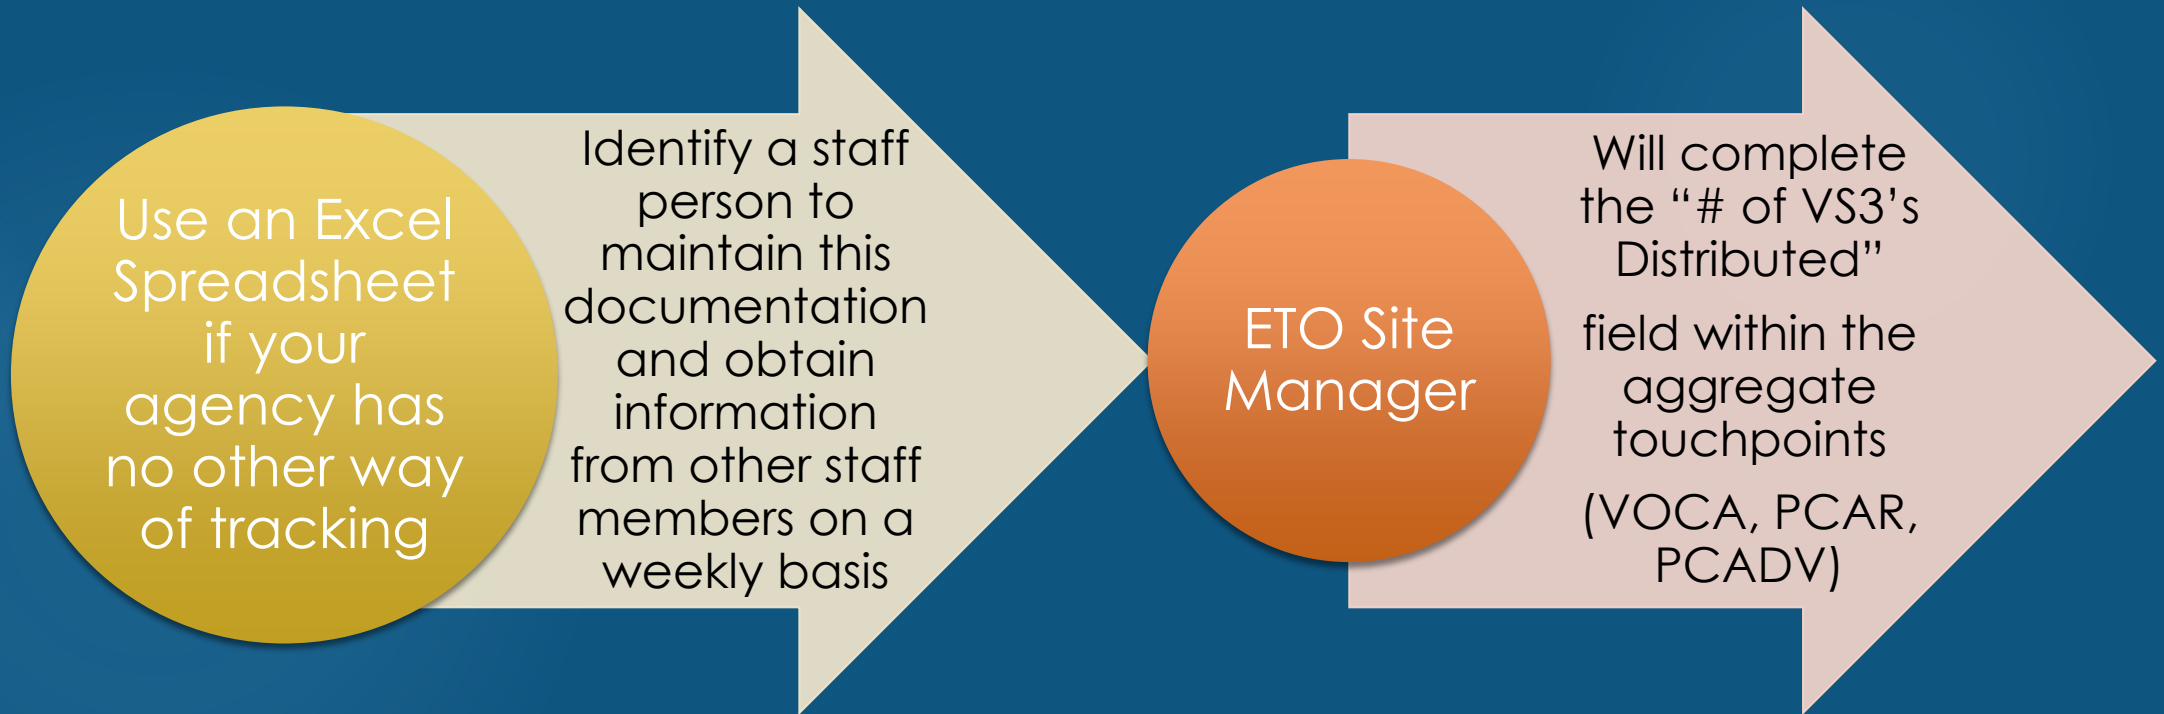 Use an Excel
Spreadsheet
if your
agency has
no other way
of tracking
Identify a staff
person to
maintain this
documentation
and obtain
information
from other staff
members on a
weekly basis
ETO Site
Manager
Will complete
the “# of VS3’s
Distributed”
field within the
aggregate
touchpoints
(VOCA, PCAR,
PCADV)